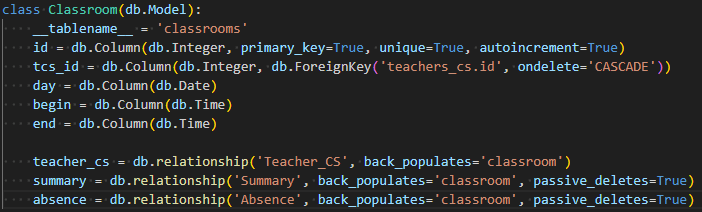 class Classroom(db.Model):
    __tablename__ = 'classrooms'
    id = db.Column(db.Integer, primary_key=True, unique=True, autoincrement=True)
    tcs_id = db.Column(db.Integer, db.ForeignKey('teachers_cs.id', ondelete='CASCADE'))
    day = db.Column(db.Date)
    begin = db.Column(db.Time)
    end = db.Column(db.Time)

    teacher_cs = db.relationship('Teacher_CS', back_populates='classroom')
    summary = db.relationship('Summary', back_populates='classroom', passive_deletes=True)
    absence = db.relationship('Absence', back_populates='classroom', passive_deletes=True)